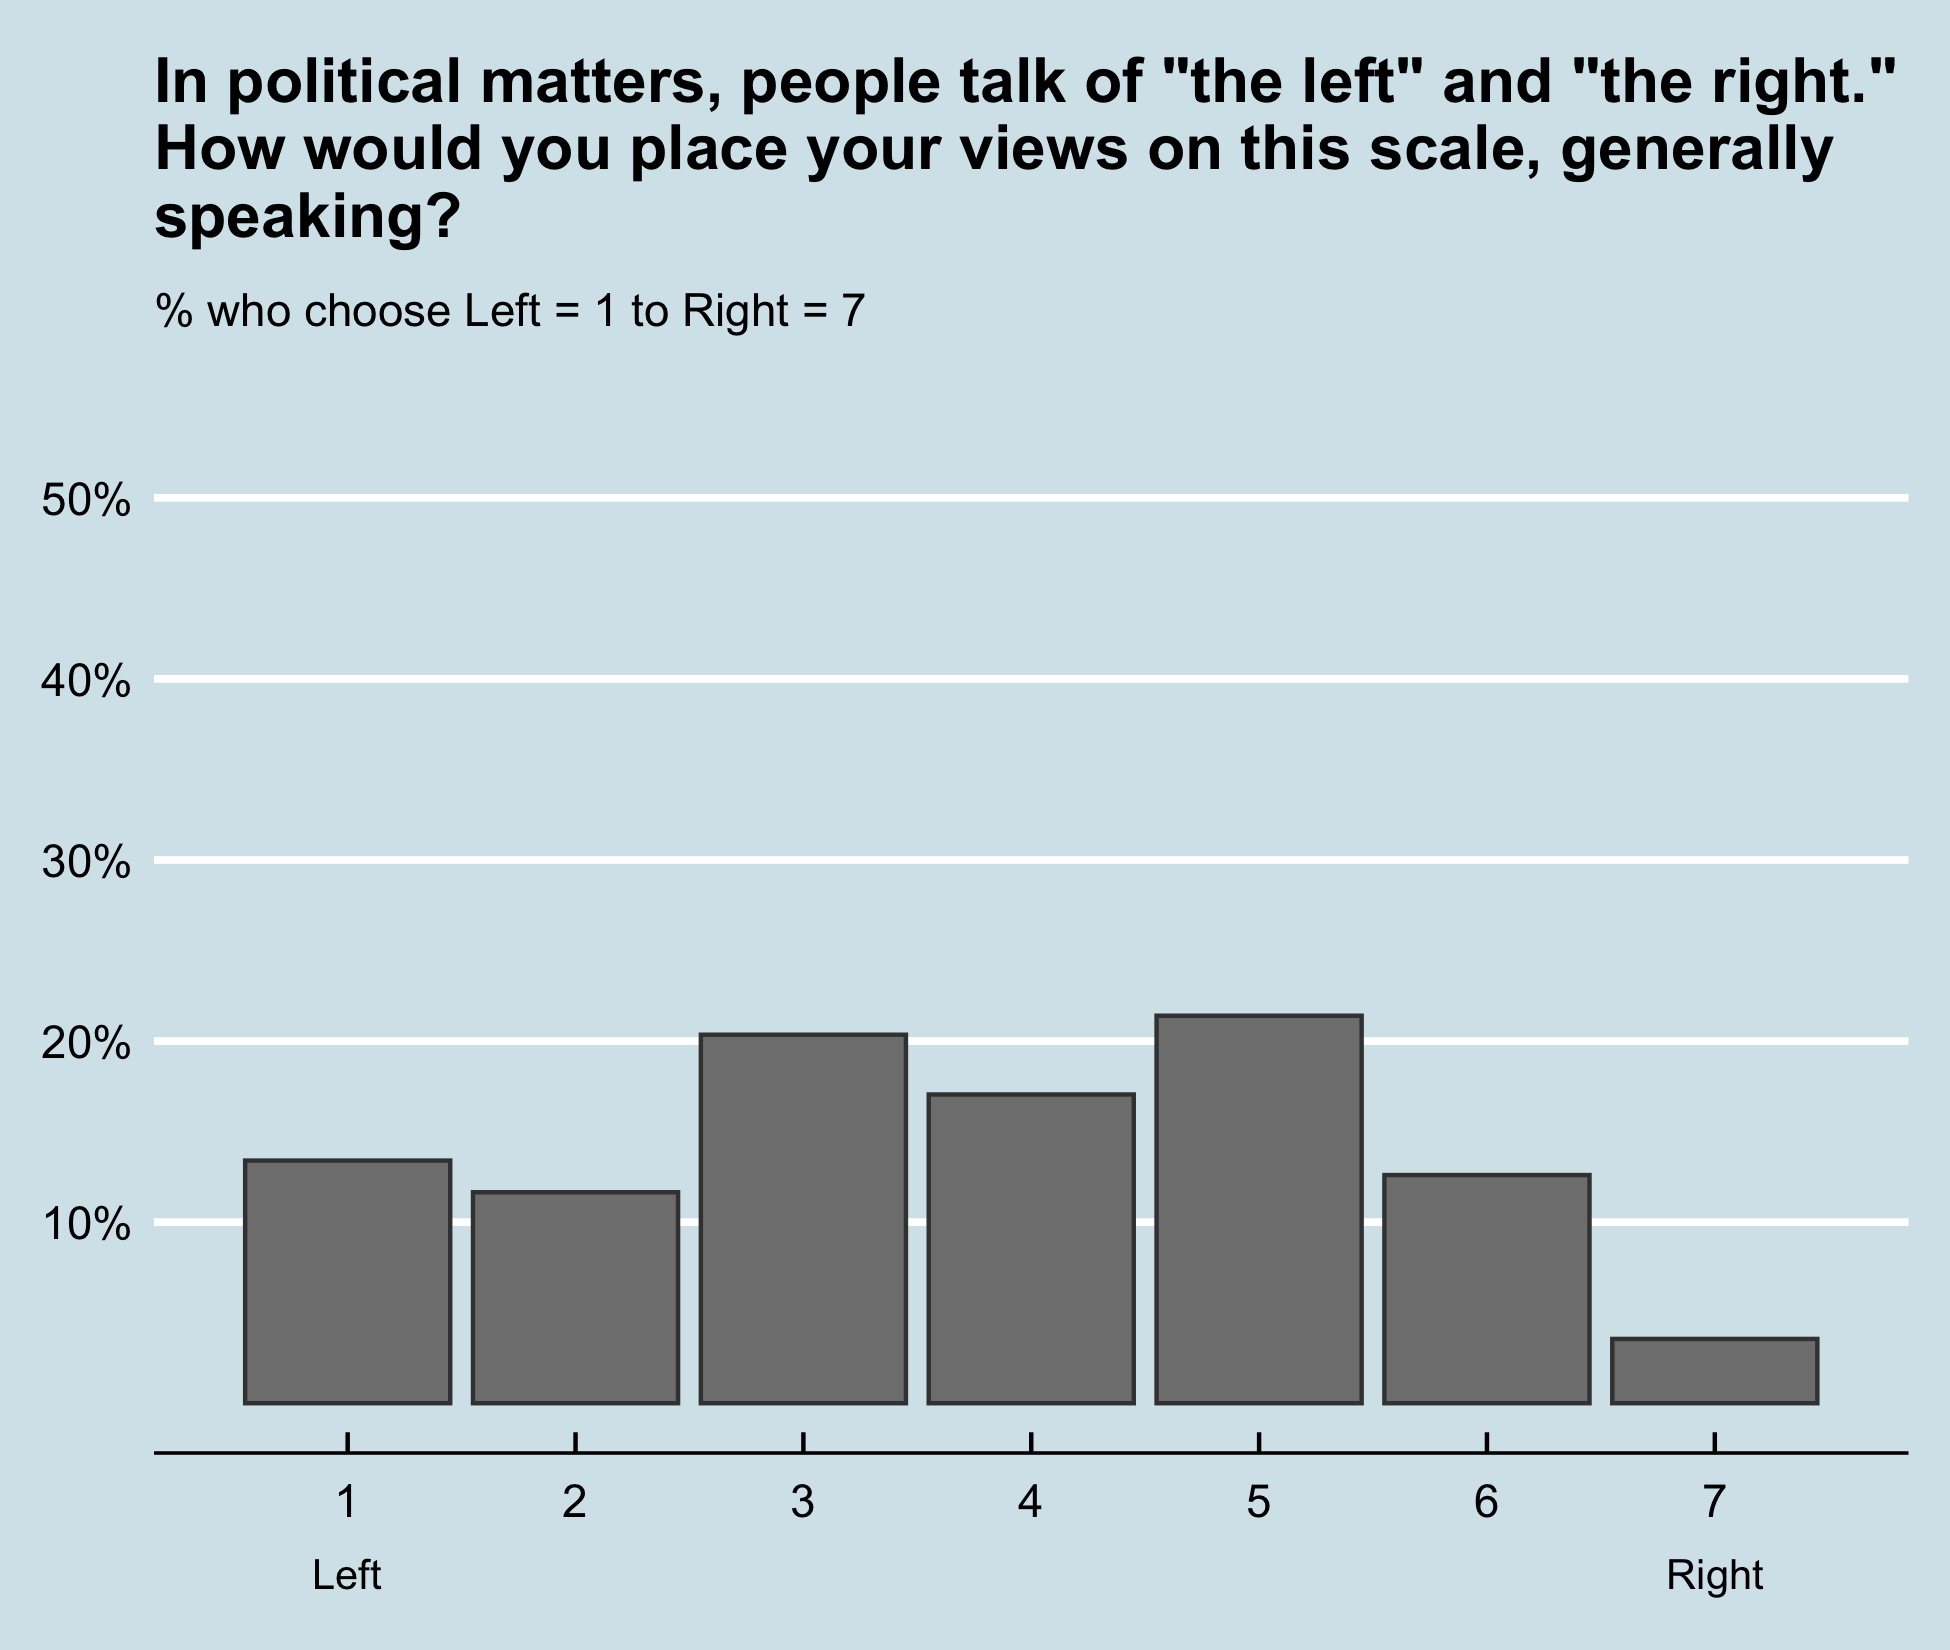 In political matters, people talk of "the left" and "the right."
How would you place your views on this scale, generally
speaking?
% who choose Left = 1 to Right = 7
50%
40%
30%
20%
10%
1 2 3 4 5 6 7
Left Right